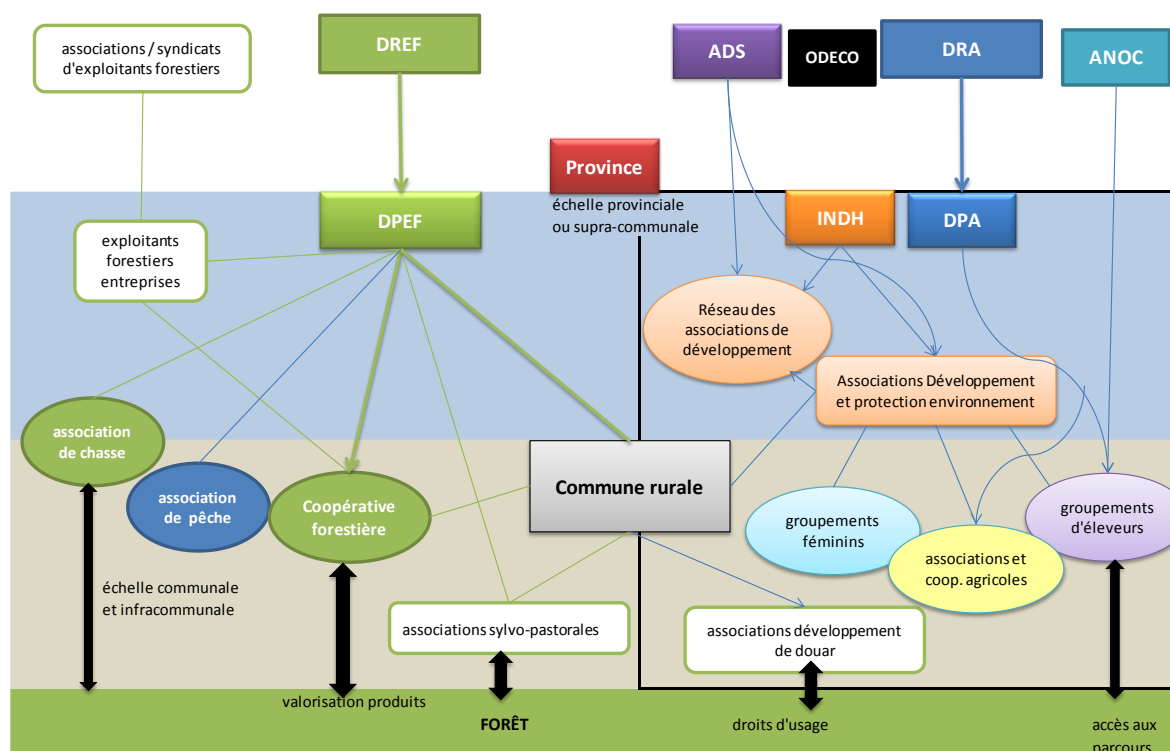 associations / syndicats
d'exploitants forestiers
DREF
ADS
ODECO
DRA
ANOC
Province
échelle provinciale
ou supra-communale
DPEF
INDH
DPA
exploitants
forestiers
entreprises
Réseau des
associations de
développement
Associations Développement
et protection environnement
association
de chasse
association
de pêche
Coopérative
forestière
Commune rurale
groupements
féminins
associations et
coop. agricoles
groupements
d'éleveurs
échelle communale
et infracommunale
associations sylvo-pastorales
associations développement
de douar
valorisation produits
FORÊT
droits d'usage
accès aux
parcours